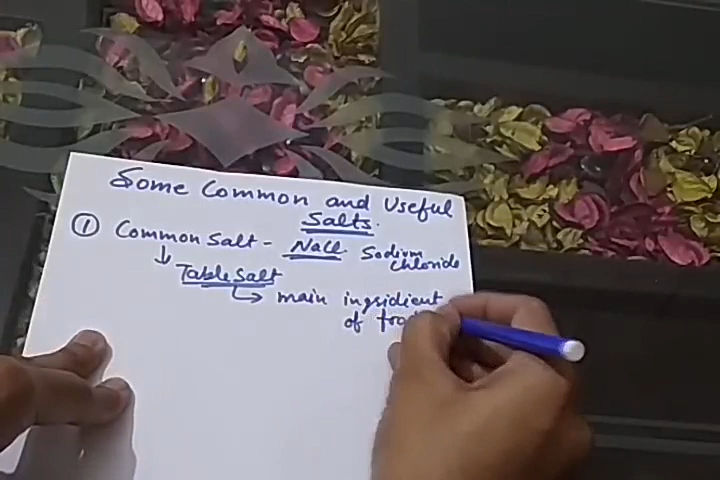 Some Common and Useful
Salts.
① Common Salt - NaCl. Sodium
Chloride
↓
Table Salt
↳ main ingridient
of